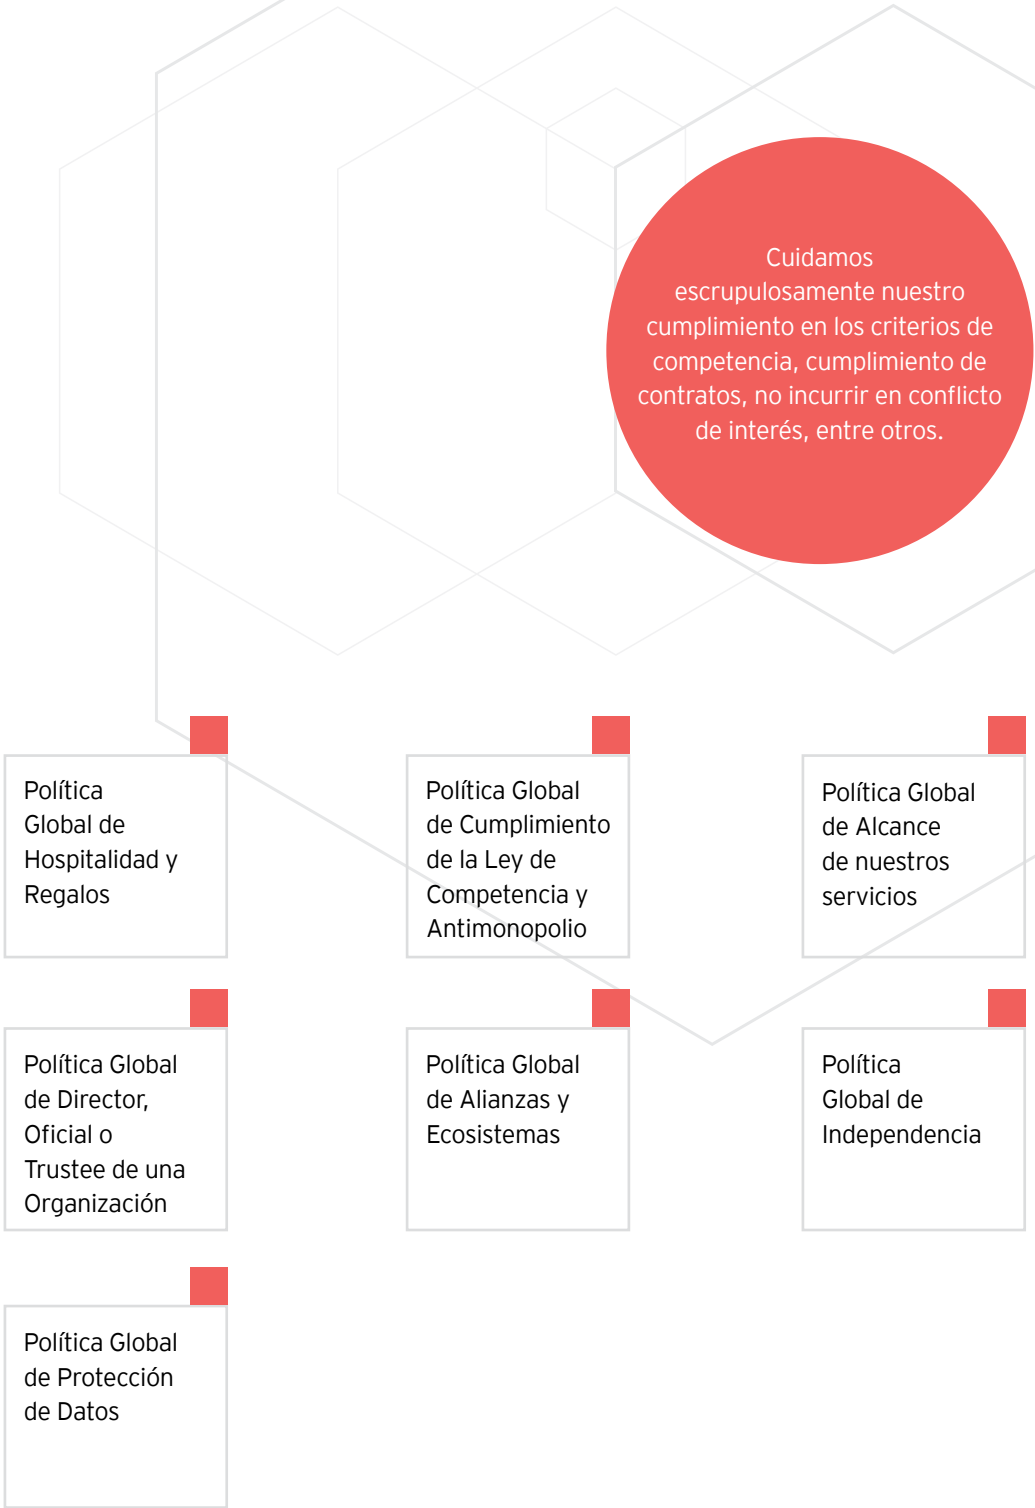 Cuidamos
escrupulosamente nuestro
cumplimiento en los criterios de
competencia, cumplimiento de
contratos, no incurrir en conflicto
de interés, entre otros.
Política
Global de
Hospitalidad y
Regalos
Política Global
de Cumplimiento
de la Ley de
Competencia y
Antimonopolio
Política Global
de Alcance
de nuestros
servicios
Política Global
de Director,
Oficial o
Trustee de una
Organización
Política Global
de Alianzas y
Ecosistemas
Política
Global de
Independencia
Política Global
de Protección
de Datos